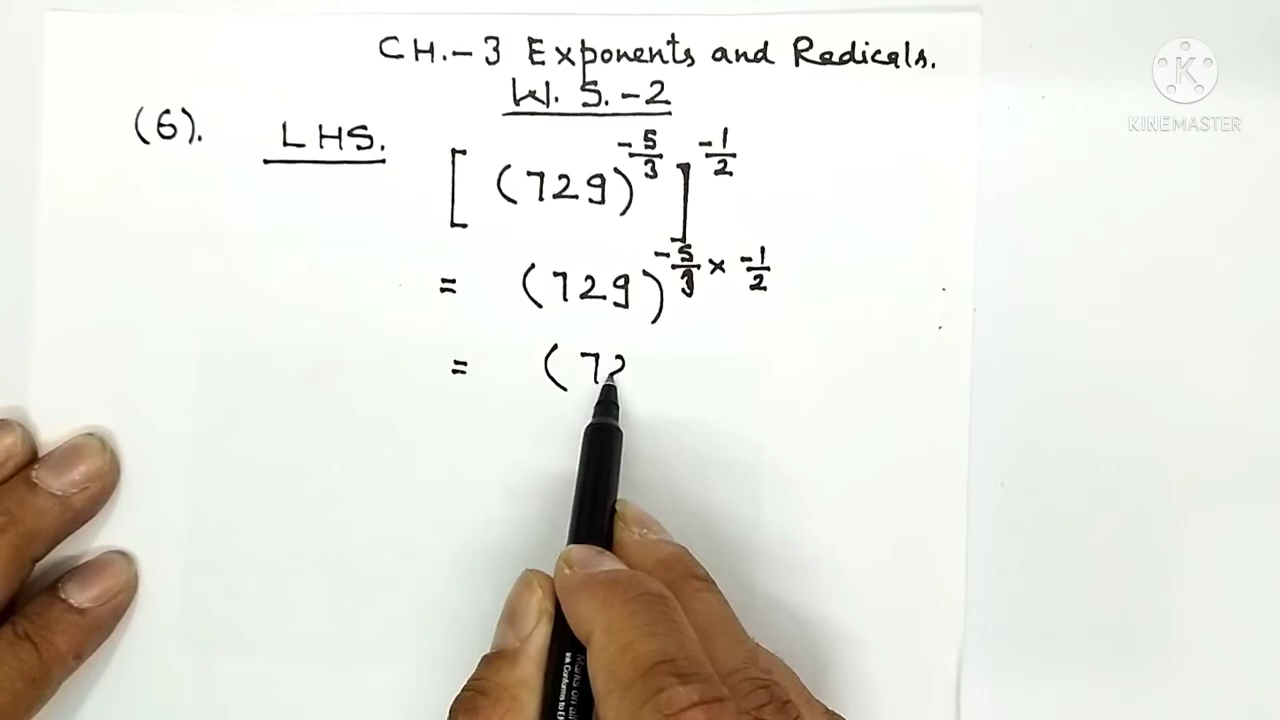 CH.-3 Exponents and Radicals.
W. S.-2
(6). LHS. [(729)^{-5/3}]^{-1/2}
= (729)^{-5/3 × -1/2}
= (72
K
KINEMASTER